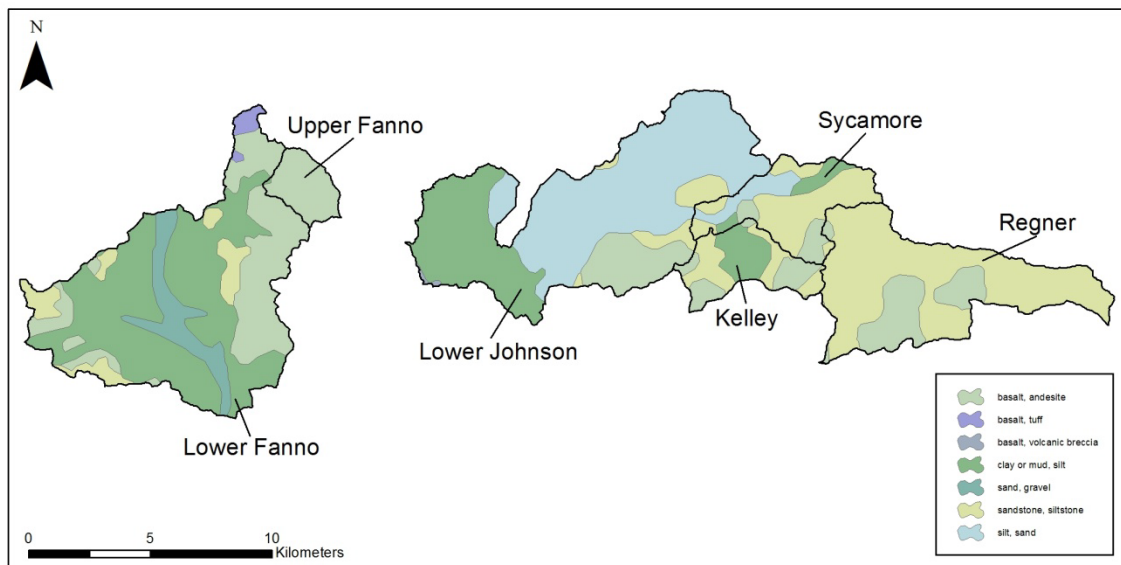 N
Upper Fanno
Sycamore
Regner
Kelley
Lower Johnson
Lower Fanno
basalt, andesite
basalt, tuff
basalt, volcanic breccia
clay or mud, silt
sand, gravel
sandstone, siltstone
silt, sand
0 5 10
Kilometers